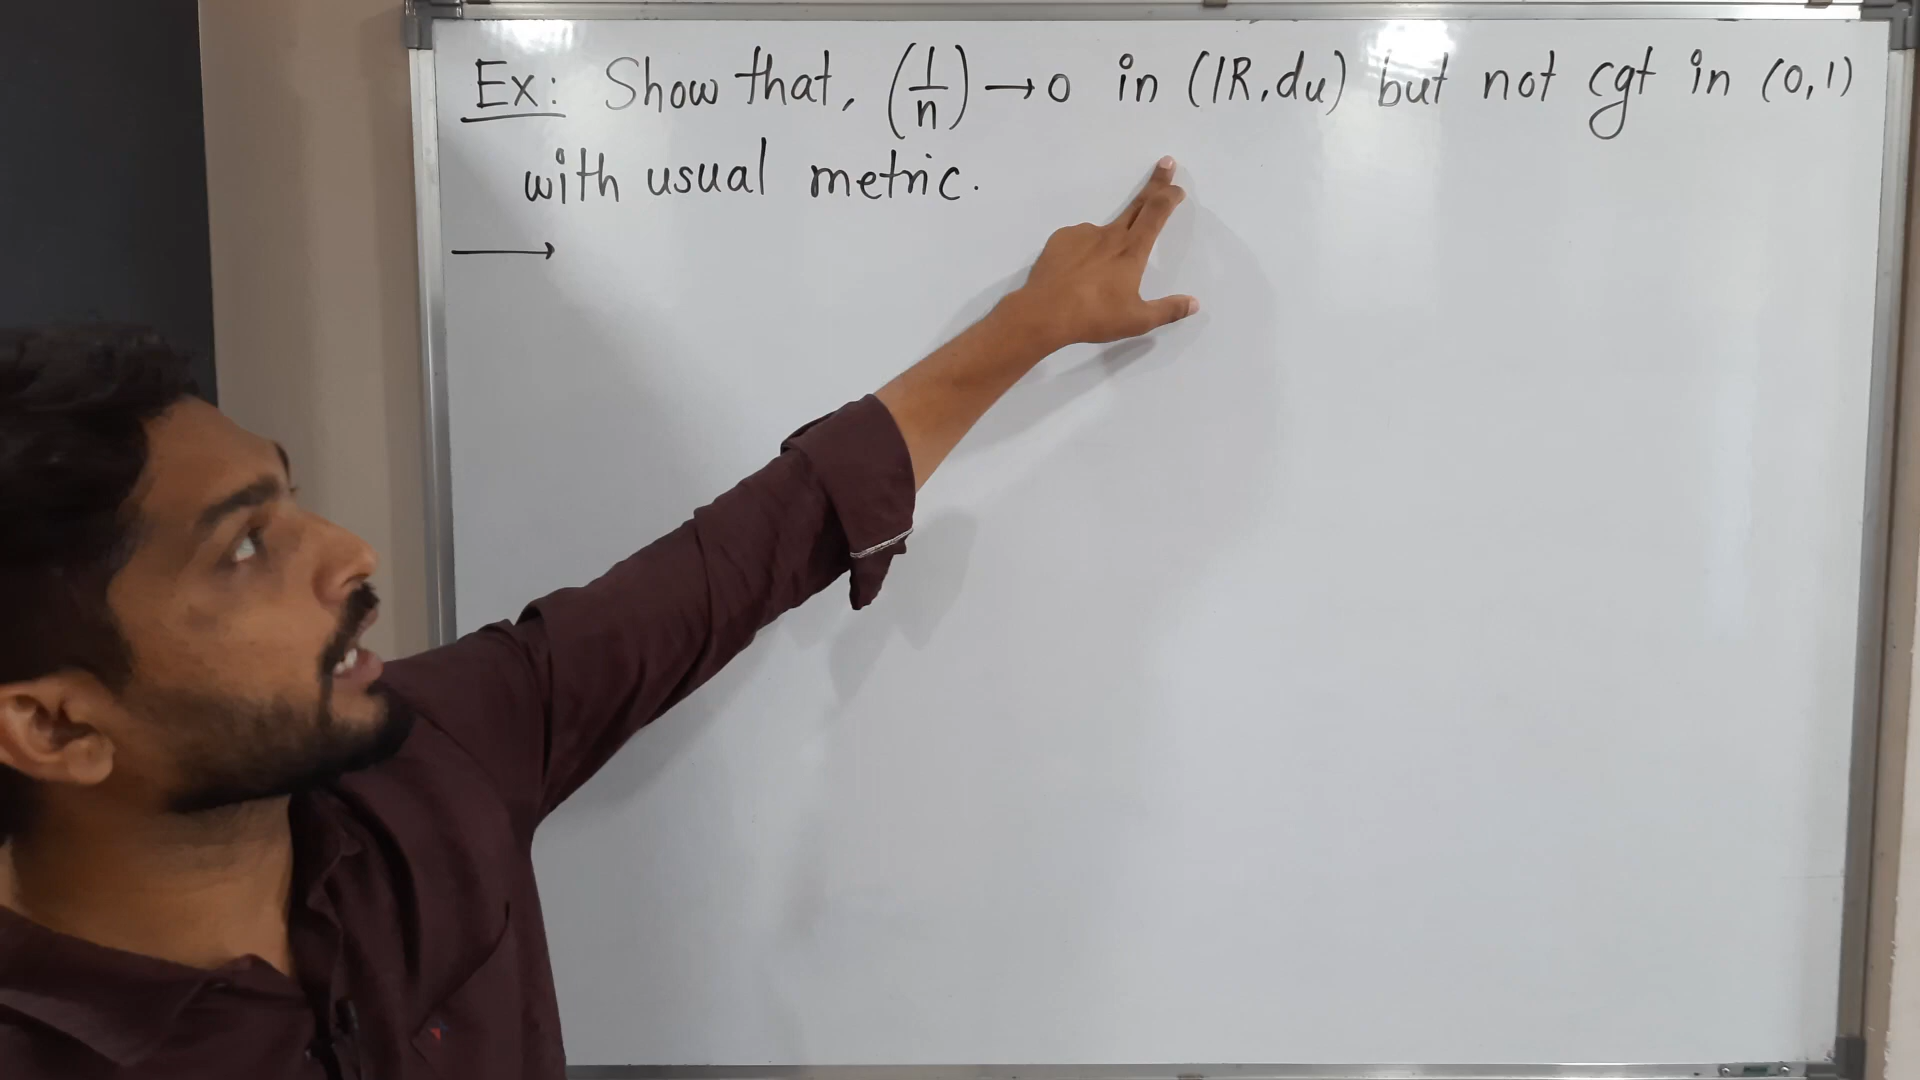 Ex: Show that, (1/n) → 0 in (IR, du) but not cgt in (0,1)
with usual metric.
→